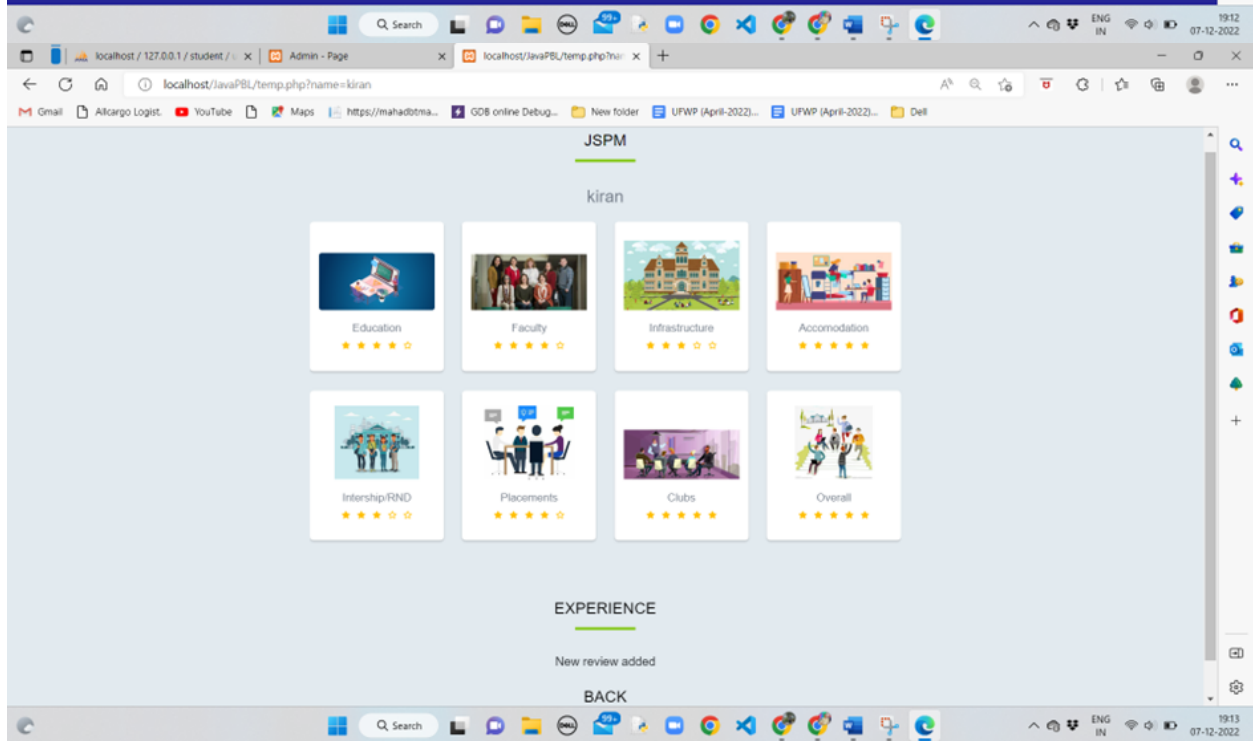 Search
99+
ENG
IN
19:12
07-12-2022
localhost / 127.0.0.1 / student /
Admin - Page
localhost/JavaPBL/temp.php?nam
localhost/JavaPBL/temp.php?name=kiran
Gmail
Allcargo Logist.
YouTube
Maps
https://mahadbtma...
GDB online Debug...
New folder
UFWP (April-2022)...
UFWP (April-2022)...
Dell
JSPM
kiran
Education
Faculty
Infrastructure
Accomodation
Intership/RND
Placements
Clubs
Overall
EXPERIENCE
New review added
BACK
Search
99+
ENG
IN
19:13
07-12-2022